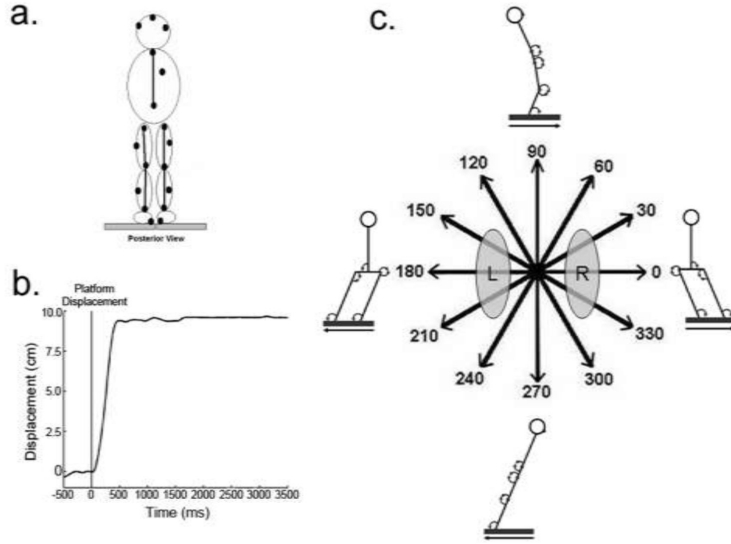 a.
Posterior View
b.
Platform
Displacement
10.0
7.5
5.0
2.5
0
Displacement (cm)
-500 0 500 1000 1500 2000 2500 3000 3500
Time (ms)
c.
90
120 60
150 30
180 L R 0
210 330
240 300
270